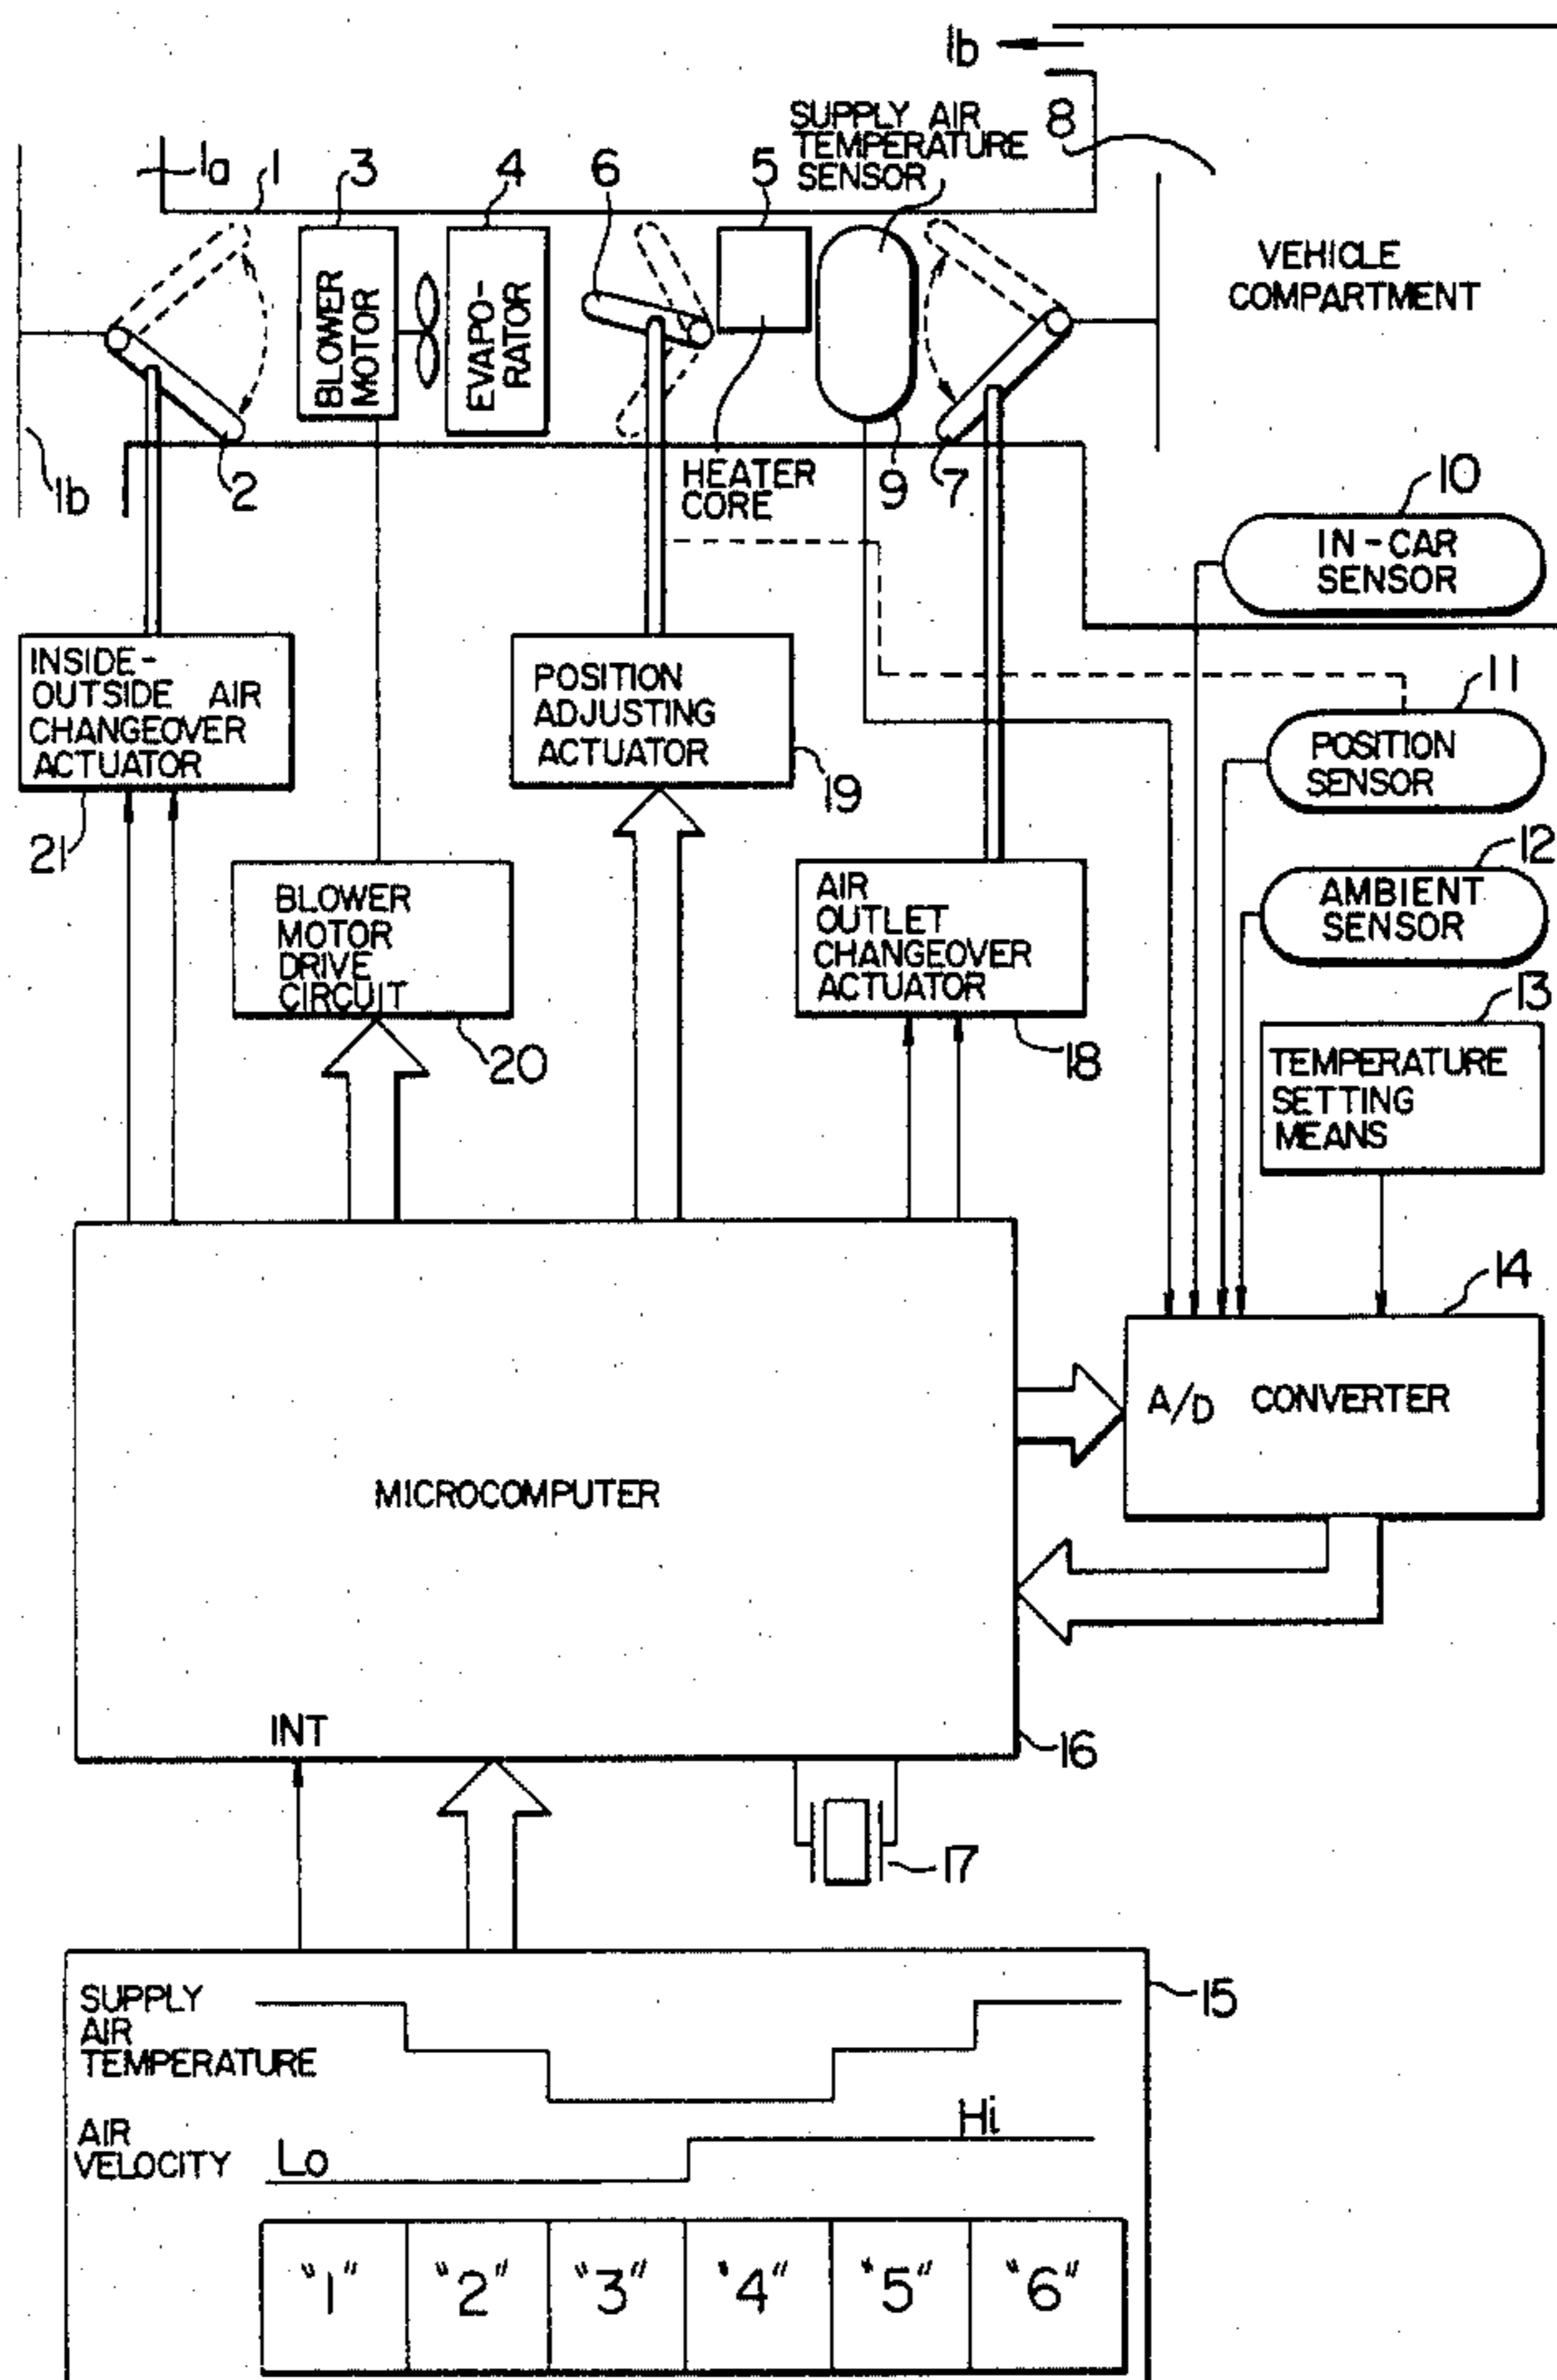 1b
SUPPLY AIR
TEMPERATURE
SENSOR
8
1a
1
3
4
6
5
BLOWER
MOTOR
EVAPO-
RATOR
VEHICLE
COMPARTMENT
1b
2
HEATER
CORE
9
7
10
IN-CAR
SENSOR
INSIDE-
OUTSIDE AIR
CHANGEOVER
ACTUATOR
21
POSITION
ADJUSTING
ACTUATOR
19
11
POSITION
SENSOR
BLOWER
MOTOR
DRIVE
CIRCUIT
20
AIR
OUTLET
CHANGEOVER
ACTUATOR
18
12
AMBIENT
SENSOR
13
TEMPERATURE
SETTING
MEANS
14
A/D CONVERTER
MICROCOMPUTER
INT
16
17
15
SUPPLY
AIR
TEMPERATURE
AIR
VELOCITY
Lo
Hi
"1" "2" "3" "4" "5" "6"